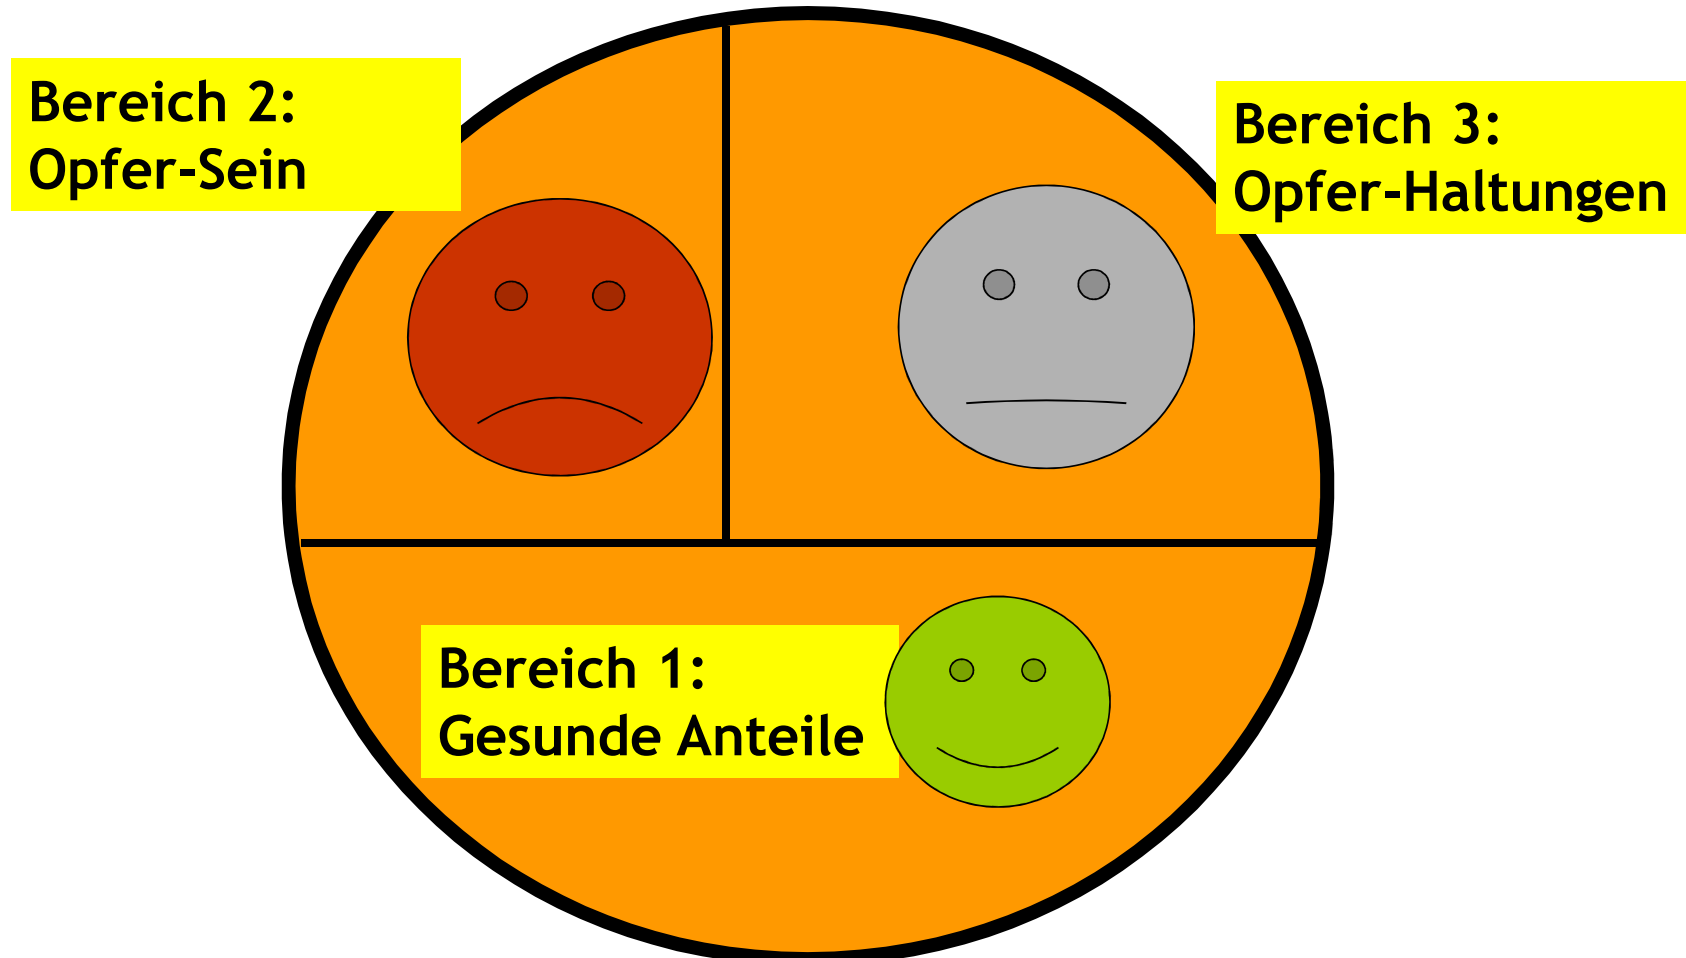 Bereich 2:
Opfer-Sein
Bereich 3:
Opfer-Haltungen
Bereich 1:
Gesunde Anteile